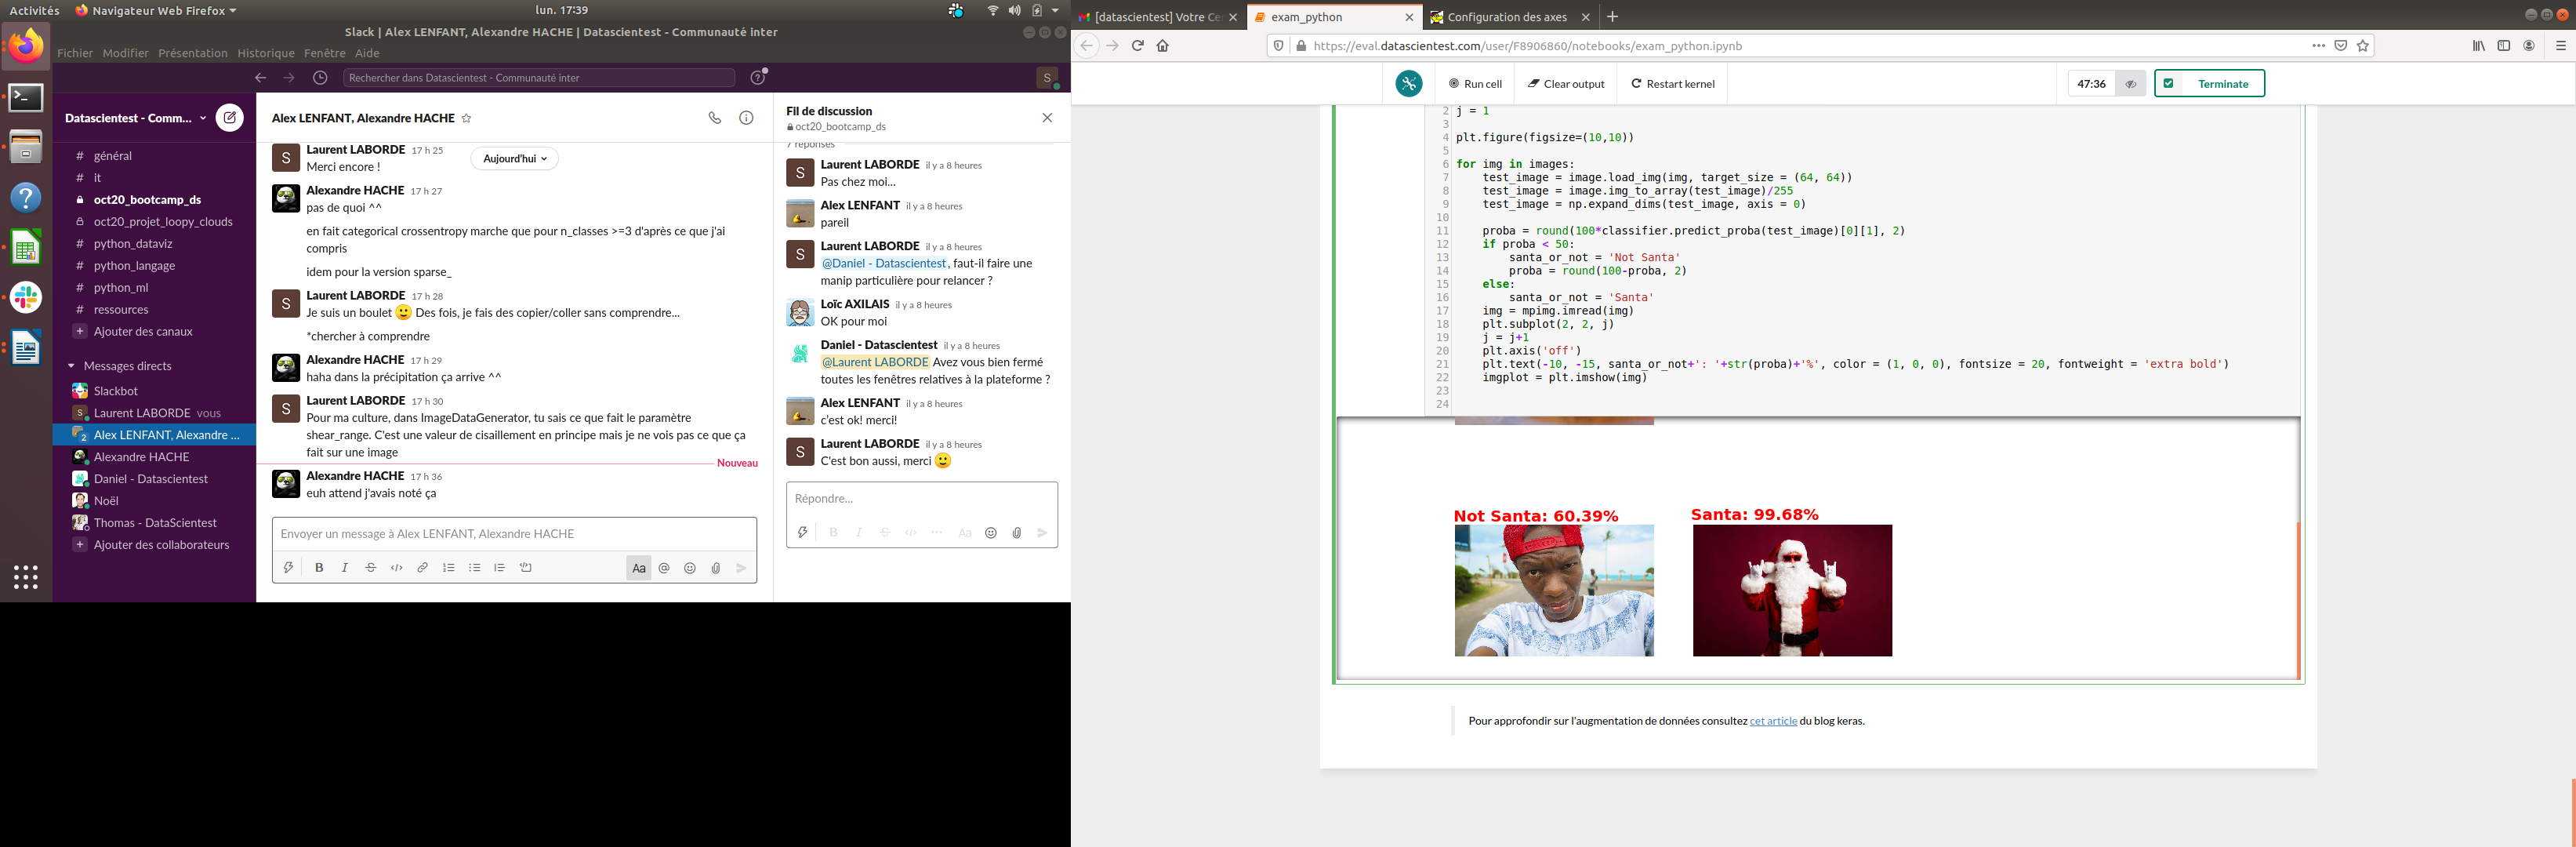 Activités
Navigateur Web Firefox
lun. 17:39
Slack | Alex LENFANT, Alexandre HACHE | Datascientest - Communauté inter
Fichier Modifier Présentation Historique Fenêtre Aide
Rechercher dans Datascientest - Communauté inter
S
Datascientest - Comm...
# général
# it
oct20_bootcamp_ds
oct20_projet_loopy_clouds
# python_dataviz
# python_langage
# python_ml
# ressources
+ Ajouter des canaux
Messages directs
Slackbot
Laurent LABORDE vous
2 Alex LENFANT, Alexandre ...
Alexandre HACHE
Daniel - Datascientest
Noël
Thomas - DataScientest
+ Ajouter des collaborateurs
Alex LENFANT, Alexandre HACHE
Aujourd'hui
Laurent LABORDE 17 h 25
Merci encore !
Alexandre HACHE 17 h 27
pas de quoi ^^
en fait categorical crossentropy marche que pour n_classes >=3 d'après ce que j'ai
compris
idem pour la version sparse_
Laurent LABORDE 17 h 28
Je suis un boulet 🙂 Des fois, je fais des copier/coller sans comprendre...
*chercher à comprendre
Alexandre HACHE 17 h 29
haha dans la précipitation ça arrive ^^
Laurent LABORDE 17 h 30
Pour ma culture, dans ImageDataGenerator, tu sais ce que fait le paramètre
shear_range. C'est une valeur de cisaillement en principe mais je ne vois pas ce que ça
fait sur une image
Nouveau
Alexandre HACHE 17 h 36
euh attend j'avais noté ça
Envoyer un message à Alex LENFANT, Alexandre HACHE
B I S </> Aa @
Fil de discussion
oct20_bootcamp_ds
7 réponses
Laurent LABORDE il y a 8 heures
Pas chez moi...
Alex LENFANT il y a 8 heures
pareil
Laurent LABORDE il y a 8 heures
@Daniel - Datascientest, faut-il faire une
manip particulière pour relancer ?
Loïc AXILAIS il y a 8 heures
OK pour moi
Daniel - Datascientest il y a 8 heures
@Laurent LABORDE Avez vous bien fermé
toutes les fenêtres relatives à la plateforme ?
Alex LENFANT il y a 8 heures
c'est ok! merci!
Laurent LABORDE il y a 8 heures
C'est bon aussi, merci 🙂
Répondre...
B I S </> ... Aa
[datascientest] Votre Ce
exam_python
Configuration des axes
https://eval.datascientest.com/user/F8906860/notebooks/exam_python.ipynb
Run cell
Clear output
Restart kernel
47:36
Terminate
2 j = 1
3
4 plt.figure(figsize=(10,10))
5
6 for img in images:
7     test_image = image.load_img(img, target_size = (64, 64))
8     test_image = image.img_to_array(test_image)/255
9     test_image = np.expand_dims(test_image, axis = 0)
10
11     proba = round(100*classifier.predict_proba(test_image)[0][1], 2)
12     if proba < 50:
13         santa_or_not = 'Not Santa'
14         proba = round(100-proba, 2)
15     else:
16         santa_or_not = 'Santa'
17     img = mpimg.imread(img)
18     plt.subplot(2, 2, j)
19     j = j+1
20     plt.axis('off')
21     plt.text(-10, -15, santa_or_not+': '+str(proba)+'%', color = (1, 0, 0), fontsize = 20, fontweight = 'extra bold')
22     imgplot = plt.imshow(img)
23
24
Not Santa: 60.39%
Santa: 99.68%
Pour approfondir sur l'augmentation de données consultez cet article du blog keras.